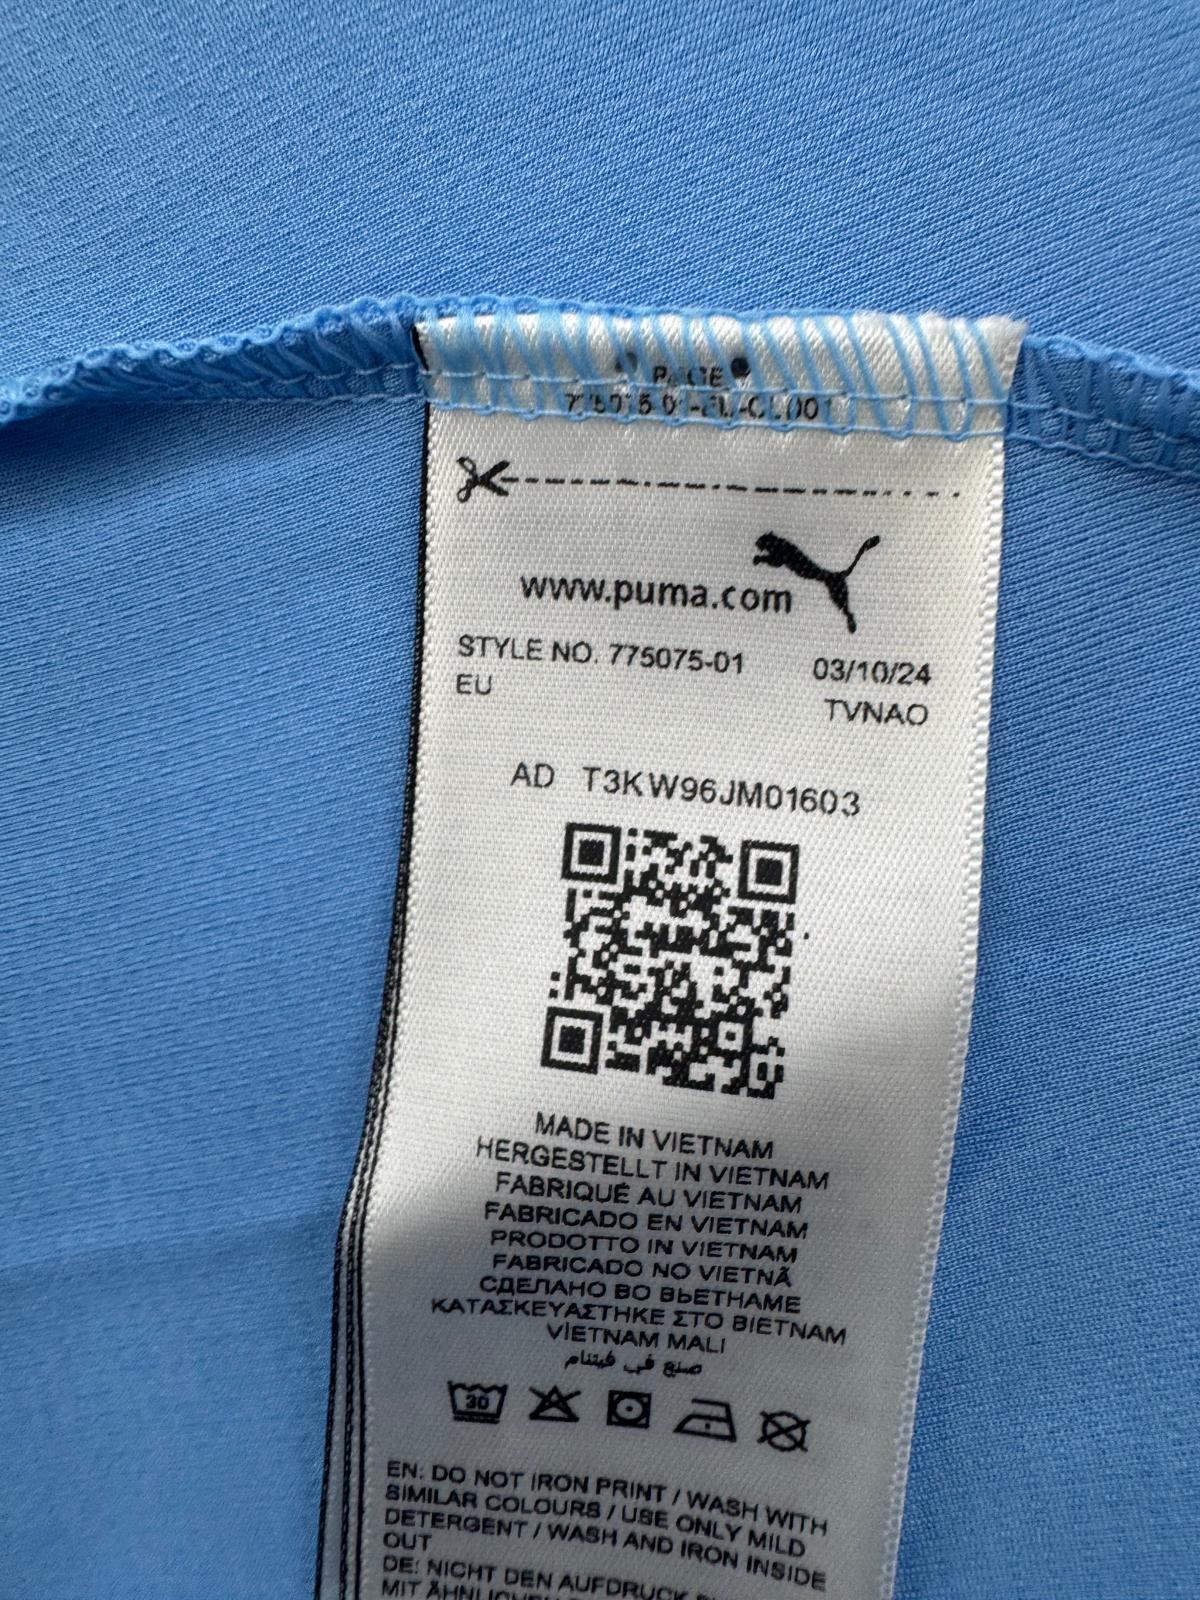 www.puma.com
STYLE NO. 775075-01 03/10/24
EU TVNAO
AD T3KW96JM01603
MADE IN VIETNAM
HERGESTELLT IN VIETNAM
FABRIQUÉ AU VIETNAM
FABRICADO EN VIETNAM
PRODOTTO IN VIETNAM
FABRICADO NO VIETNÃ
СДЕЛАНО ВО ВЬЕТНАМЕ
ΚΑΤΑΣΚΕΥΑΣΤΗΚΕ ΣΤΟ ΒΙΕΤΝΑΜ
VİETNAM MALI
صنع في فيتنام
30
EN: DO NOT IRON PRINT / WASH WITH
SIMILAR COLOURS / USE ONLY MILD
DETERGENT / WASH AND IRON INSIDE
OUT
DE: NICHT DEN AUFDRUCK
MIT